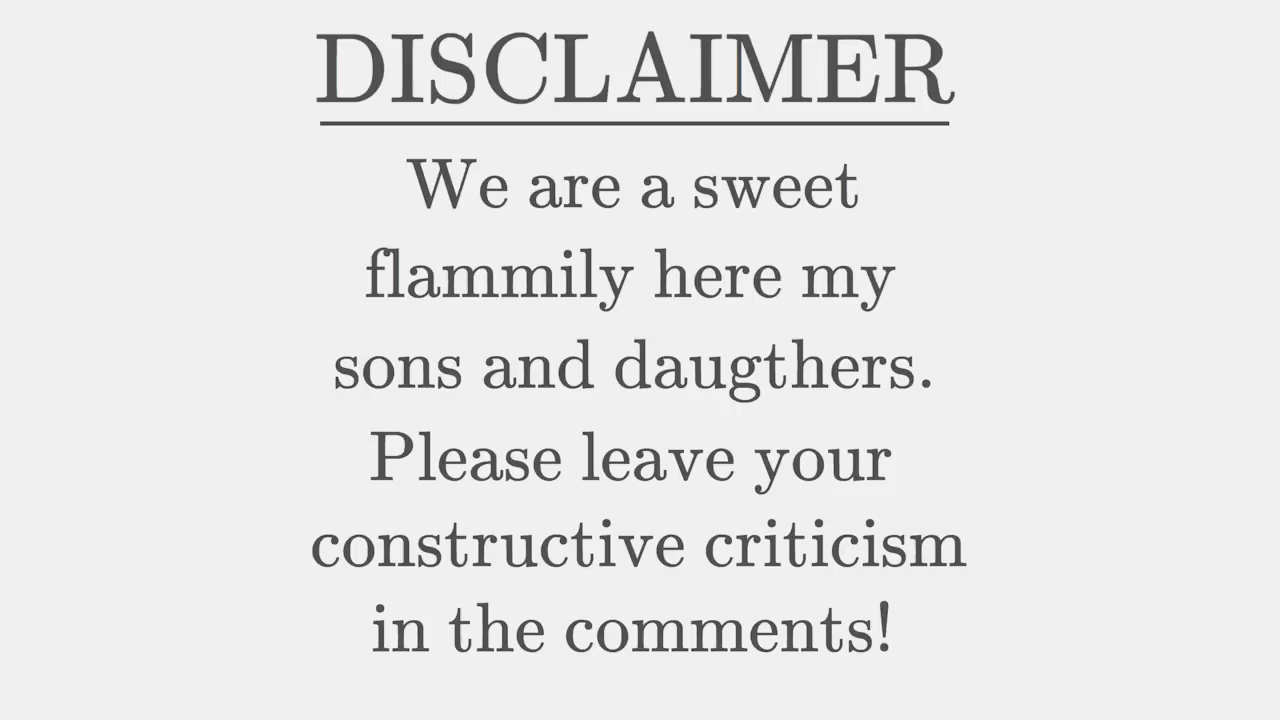 DISCLAIMER
We are a sweet
flammily here my
sons and daugthers.
Please leave your
constructive criticism
in the comments!